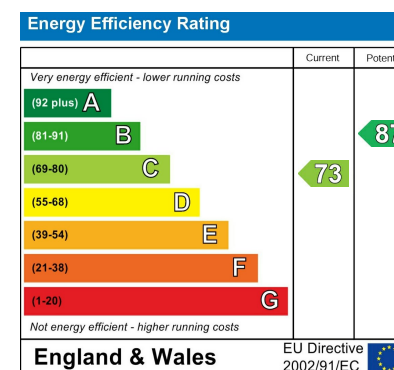 Energy Efficiency Rating
Current
Very energy efficient - lower running costs
(92 plus) A
(81-91) B
(69-80) C
73
(55-68) D
(39-54) E
(21-38) F
(1-20) G
Not energy efficient - higher running costs
England & Wales
EU Directive
2002/91/EC